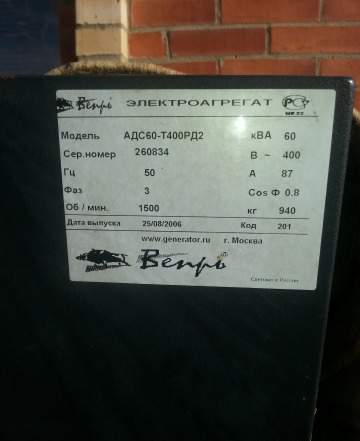 Вепрь ЭЛЕКТРОАГРЕГАТ РСТ
Модель АДС60-Т400РД2 кВА 60
Сер.номер 260834 В ~ 400
Гц 50 А 87
Фаз 3 Cos Ф 0.8
Об / мин. 1500 кг 940
Дата выпуска 25/08/2006 Код 201
www.generator.ru г. Москва
Вепрь
Сделано в России